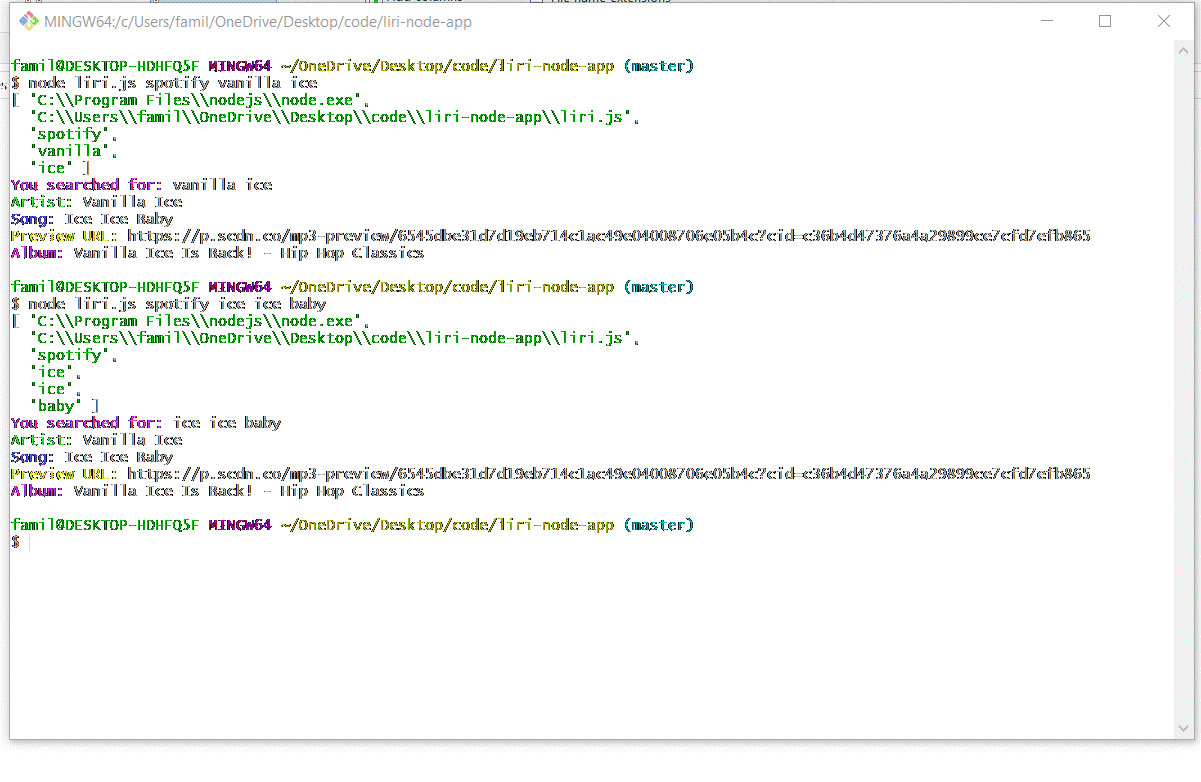 MINGW64:/c/Users/famil/OneDrive/Desktop/code/liri-node-app
famil@DESKTOP-HDHFQ5F MINGW64 ~/OneDrive/Desktop/code/liri-node-app (master)
$ node liri.js spotify vanilla ice
[ 'C:\\Program Files\\nodejs\\node.exe',
'C:\\Users\\famil\\OneDrive\\Desktop\\code\\liri-node-app\\liri.js',
'spotify',
'vanilla',
'ice' ]
You searched for: vanilla ice
Artist: Vanilla Ice
Song: Ice Ice Baby
Preview URL: https://p.scdn.co/mp3-preview/6545dbe31d7d19eb714c1ac49e04008706e05b4c?cid=c36b4d47376a4a29899ce7cfd7efb865
Album: Vanilla Ice Is Back! - Hip Hop Classics
famil@DESKTOP-HDHFQ5F MINGW64 ~/OneDrive/Desktop/code/liri-node-app (master)
$ node liri.js spotify ice ice baby
[ 'C:\\Program Files\\nodejs\\node.exe',
'C:\\Users\\famil\\OneDrive\\Desktop\\code\\liri-node-app\\liri.js',
'spotify',
'ice',
'ice',
'baby' ]
You searched for: ice ice baby
Artist: Vanilla Ice
Song: Ice Ice Baby
Preview URL: https://p.scdn.co/mp3-preview/6545dbe31d7d19eb714c1ac49e04008706e05b4c?cid=c36b4d47376a4a29899ce7cfd7efb865
Album: Vanilla Ice Is Back! - Hip Hop Classics
famil@DESKTOP-HDHFQ5F MINGW64 ~/OneDrive/Desktop/code/liri-node-app (master)
$